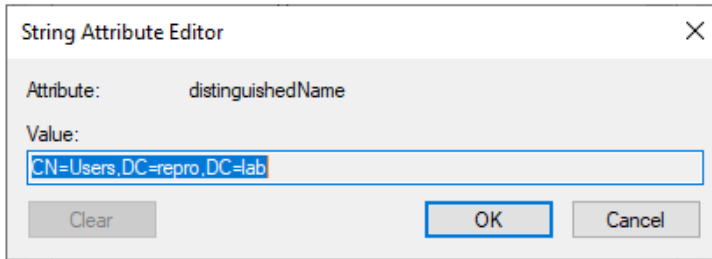 String Attribute Editor
Attribute: distinguishedName
Value:
CN=Users,DC=repro,DC=lab
Clear OK Cancel